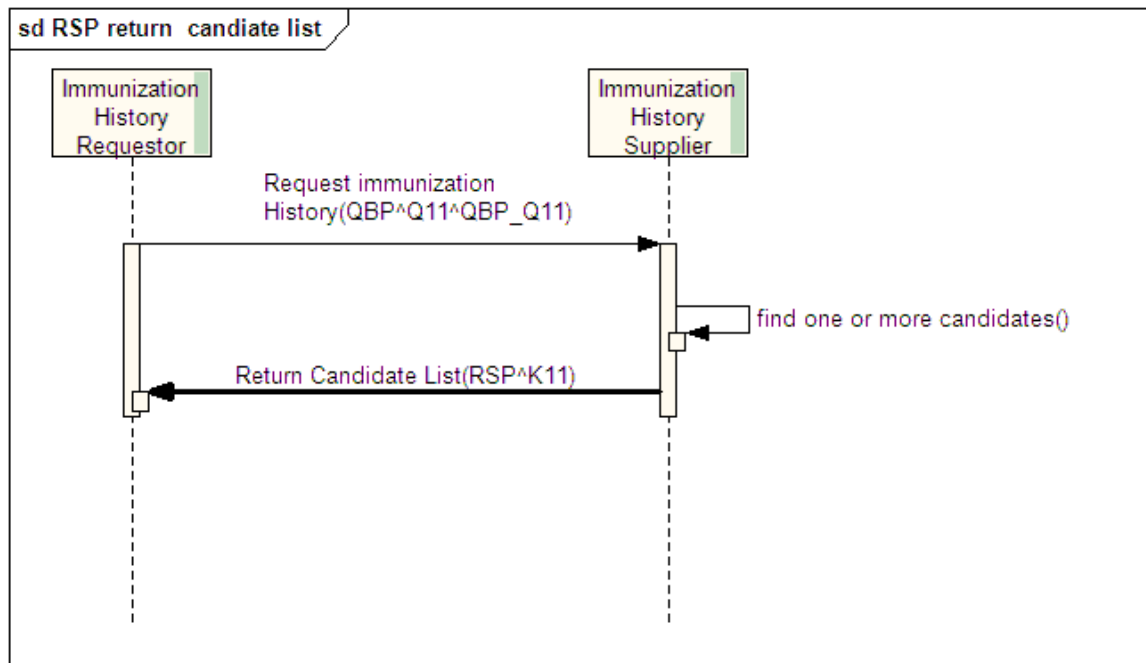 sd RSP return candiate list
Immunization
History
Requestor
Immunization
History
Supplier
Request immunization
History(QBP^Q11^QBP_Q11)
find one or more candidates()
Return Candidate List(RSP^K11)